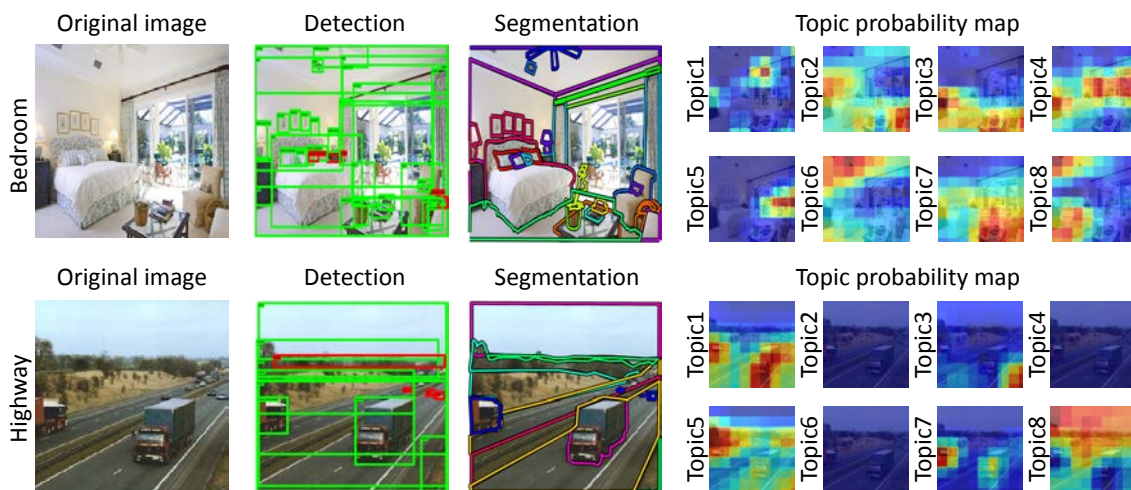 Original image Detection Segmentation Topic probability map
Bedroom
Topic1 Topic2 Topic3 Topic4
Topic5 Topic6 Topic7 Topic8
Original image Detection Segmentation Topic probability map
Highway
Topic1 Topic2 Topic3 Topic4
Topic5 Topic6 Topic7 Topic8